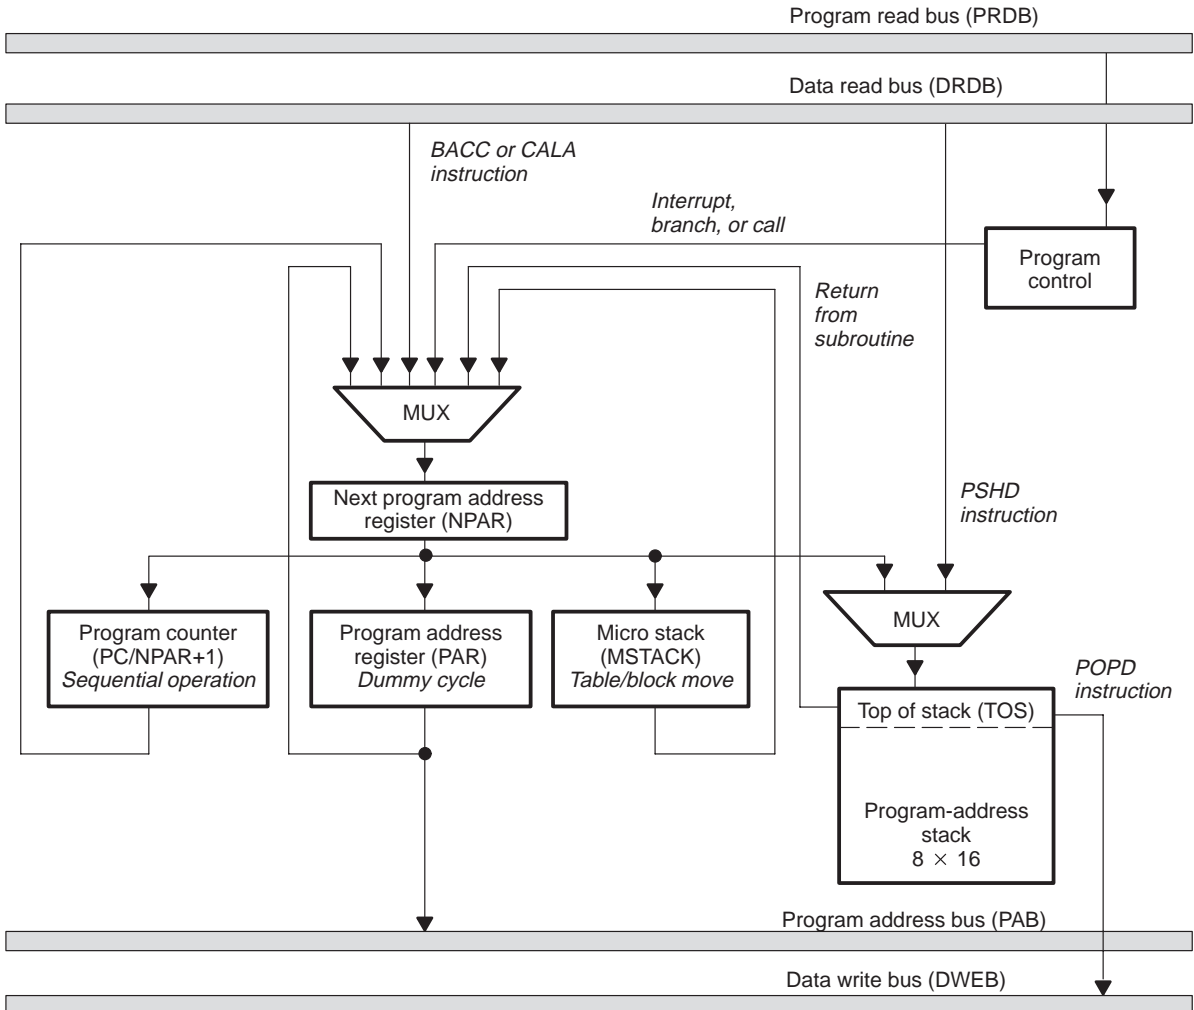 Program read bus (PRDB)
Data read bus (DRDB)
BACC or CALA
instruction
Interrupt,
branch, or call
Program
control
Return
from
subroutine
MUX
Next program address
register (NPAR)
PSHD
instruction
Program counter
(PC/NPAR+1)
Sequential operation
Program address
register (PAR)
Dummy cycle
Micro stack
(MSTACK)
Table/block move
MUX
POPD
instruction
Top of stack (TOS)
Program-address
stack
8 × 16
Program address bus (PAB)
Data write bus (DWEB)